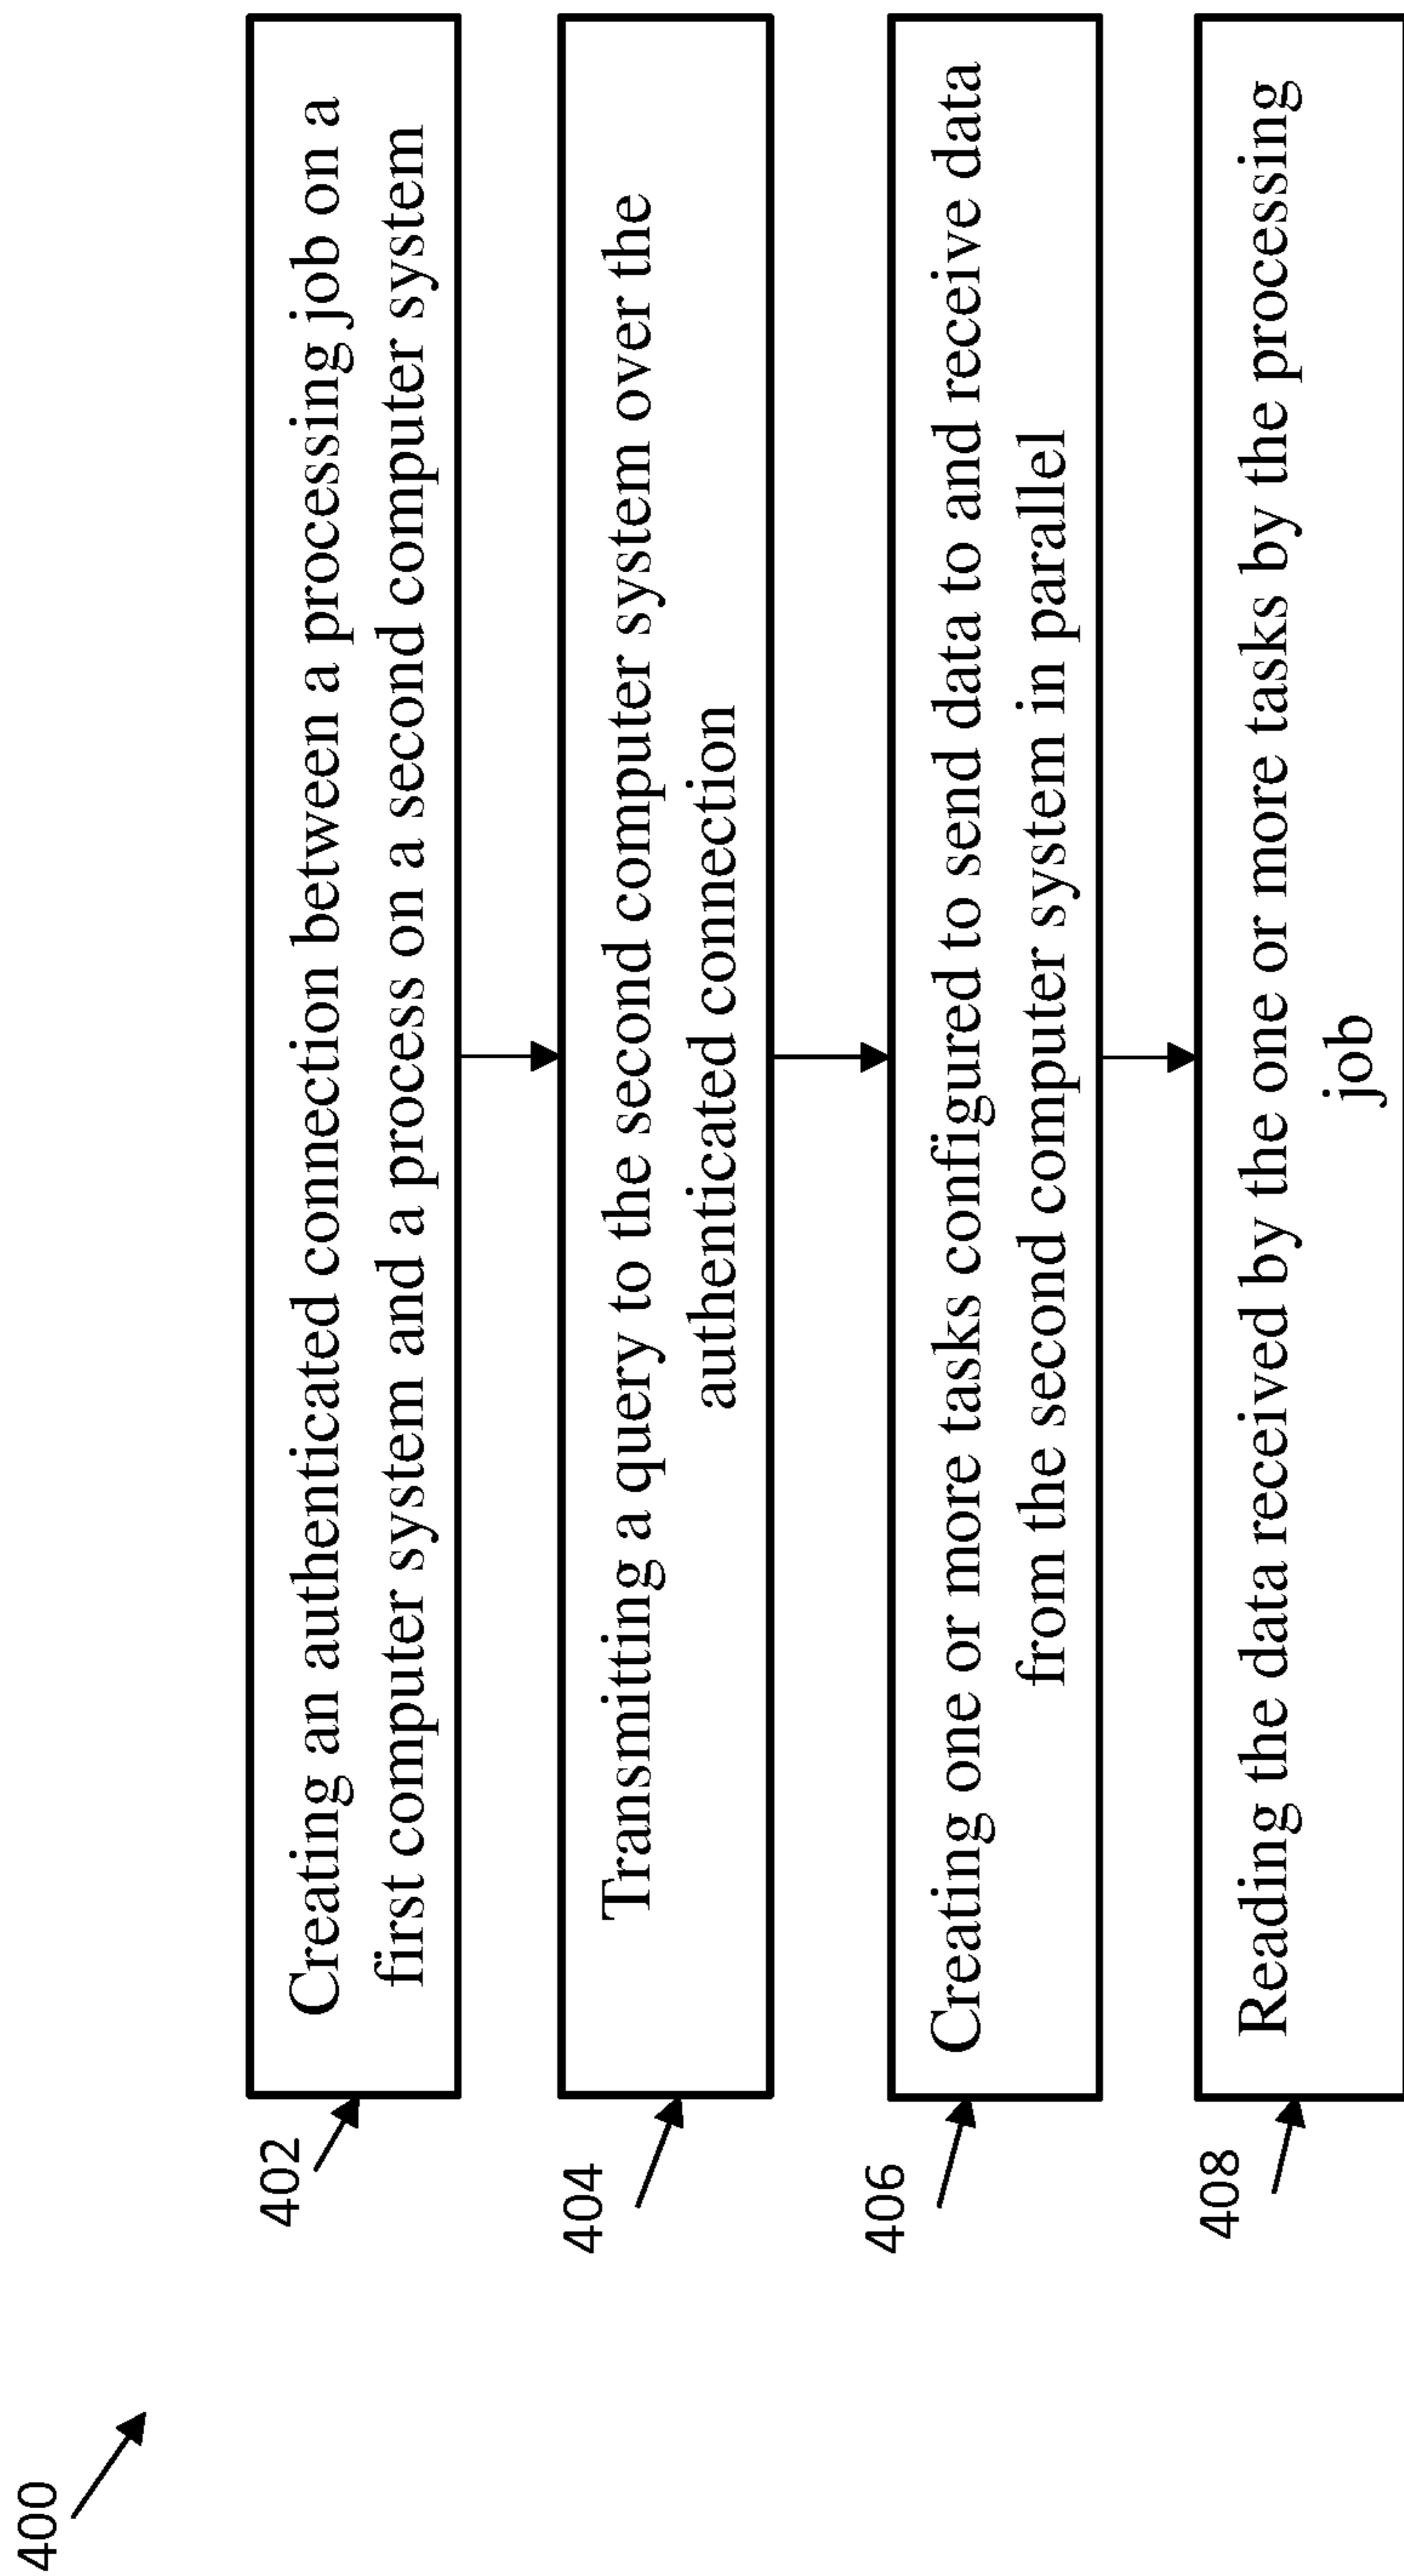 400
402
Creating an authenticated connection between a processing job on a
first computer system and a process on a second computer system
404
Transmitting a query to the second computer system over the
authenticated connection
406
Creating one or more tasks configured to send data to and receive data
from the second computer system in parallel
408
Reading the data received by the one or more tasks by the processing
job